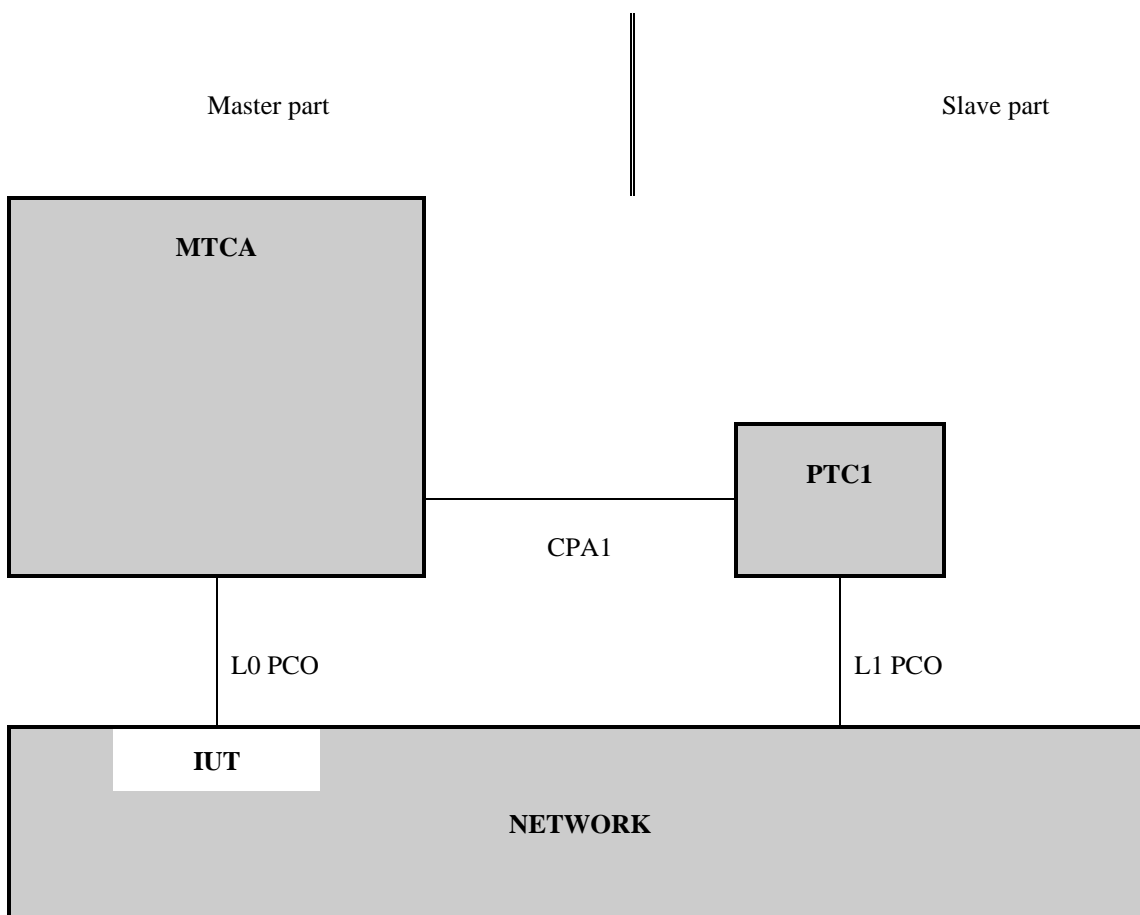 Master part
Slave part
MTCA
PTC1
CPA1
L0 PCO
L1 PCO
IUT
NETWORK